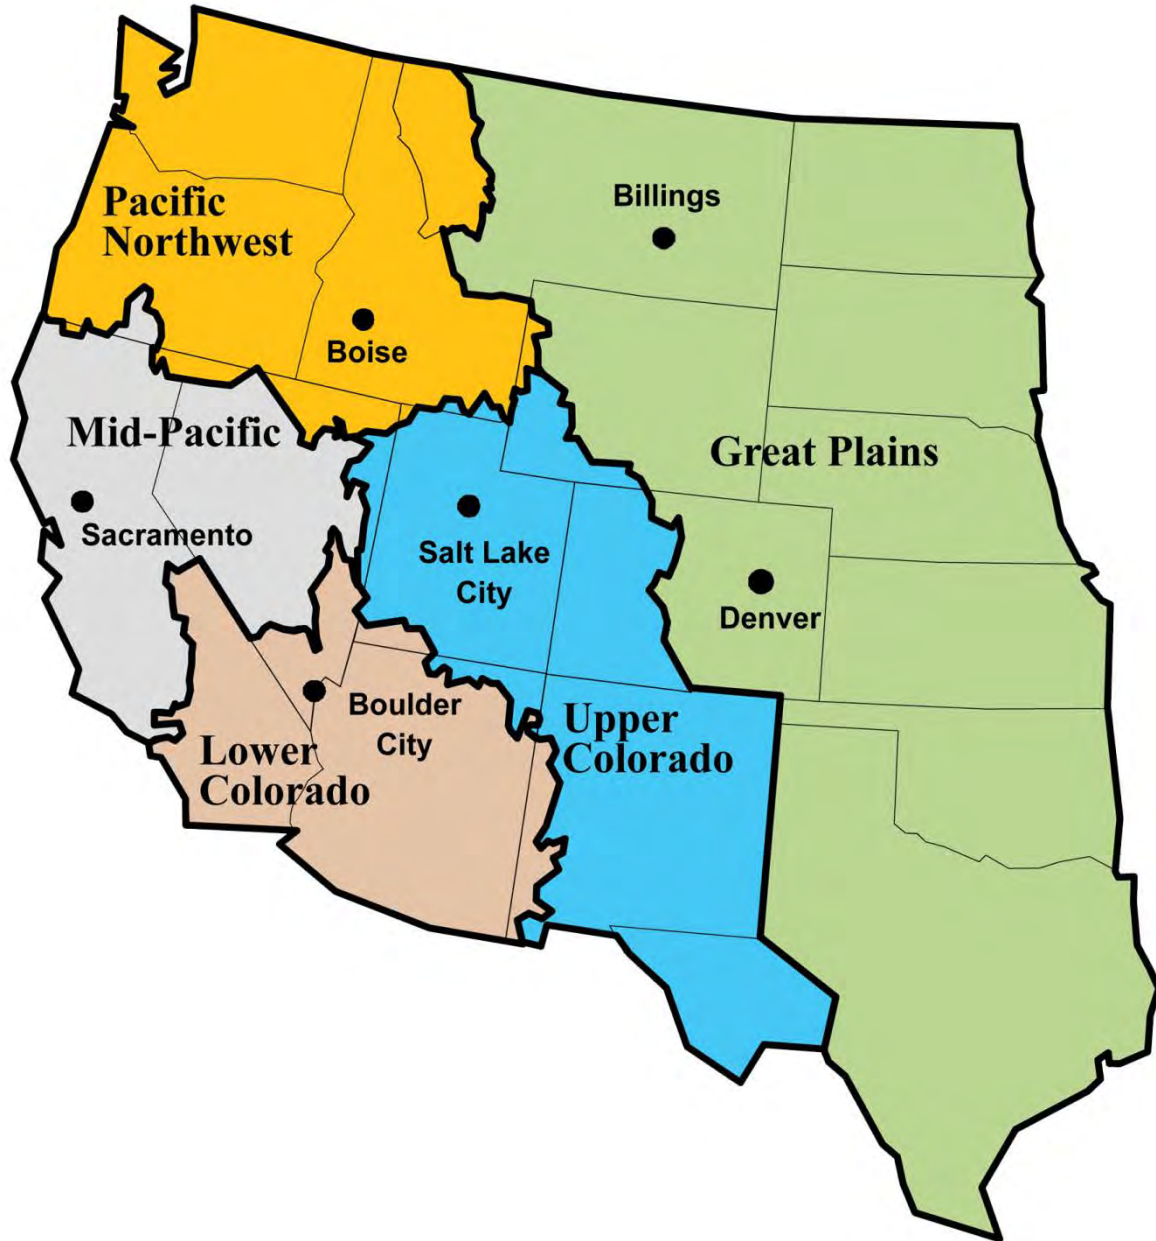 Billings
Pacific
Northwest
Boise
Mid-Pacific
Great Plains
Sacramento
Salt Lake
City
Denver
Boulder
City
Upper
Colorado
Lower
Colorado